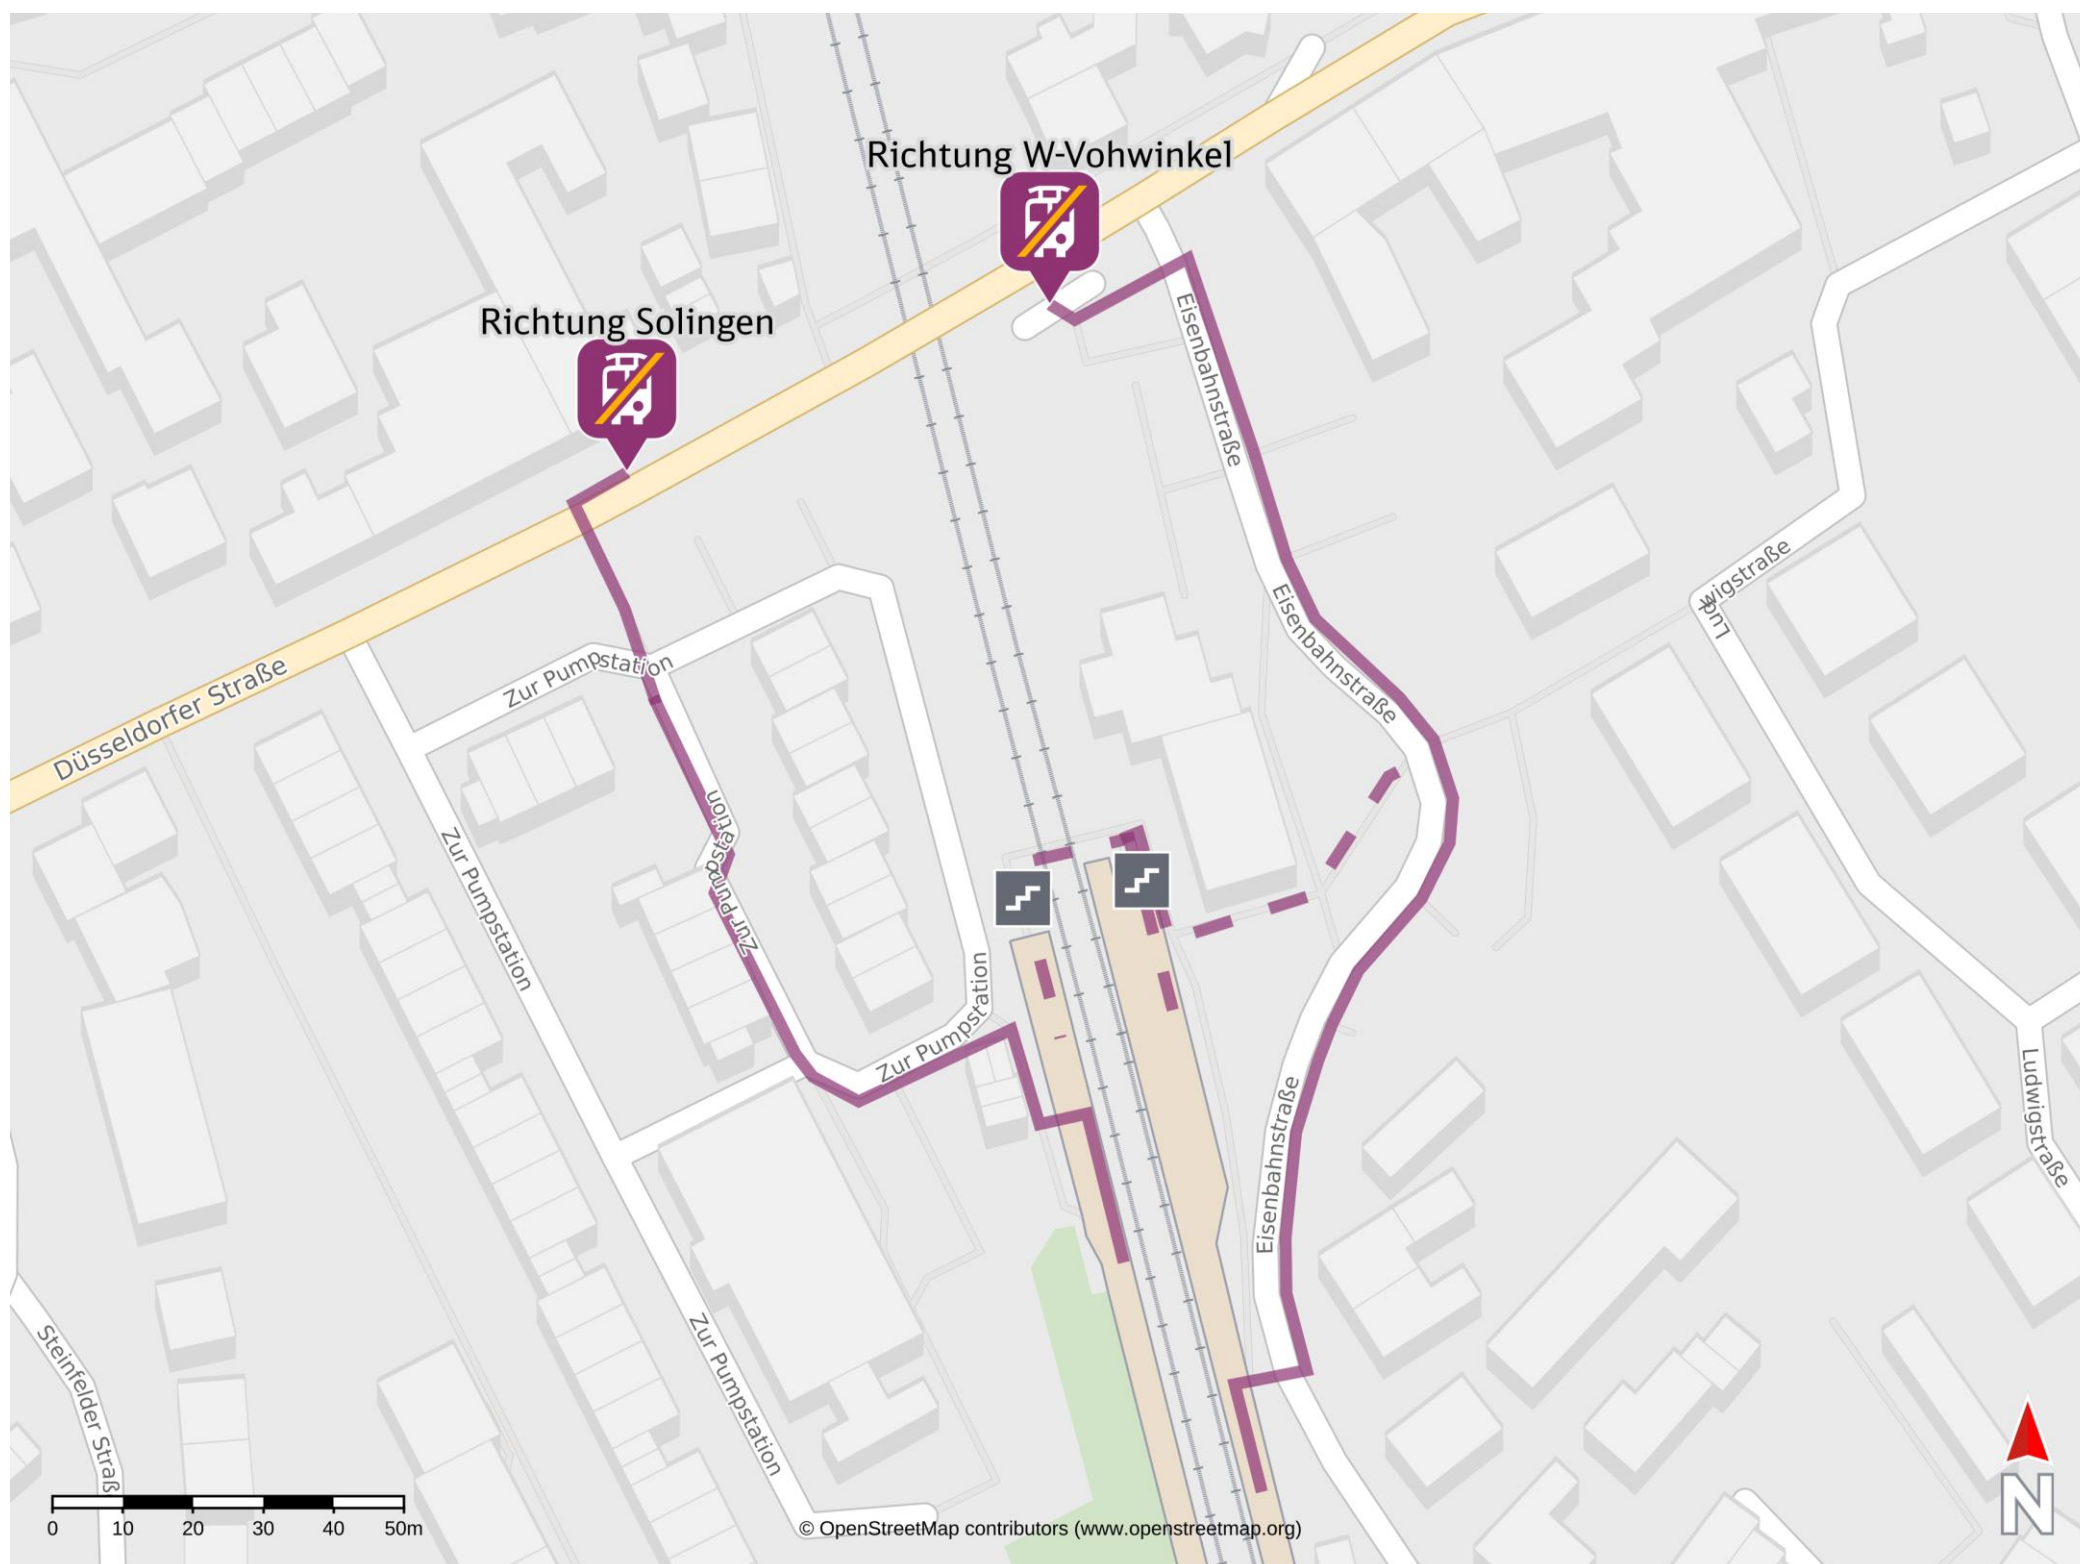 Richtung W-Vohwinkel
Richtung Solingen
Eisenbahnstraße
Eisenbahnstraße
Eisenbahnstraße
Ludwigstraße
Ludwigstraße
Düsseldorfer Straße
Zur Pumpstation
Zur Pumpstation
Zur Pumpstation
Zur Pumpstation
Zur Pumpstation
Steinfelder Straß
0 10 20 30 40 50m
© OpenStreetMap contributors (www.openstreetmap.org)
N